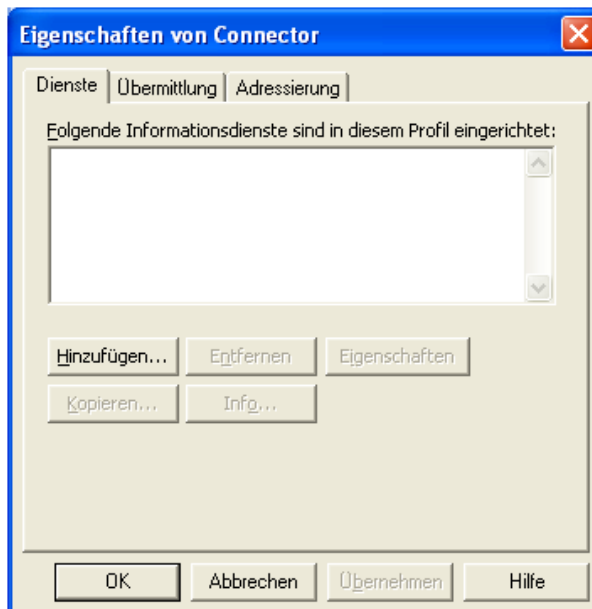 Eigenschaften von Connector
Dienste Übermittlung Adressierung
Folgende Informationsdienste sind in diesem Profil eingerichtet:
Hinzufügen... Entfernen Eigenschaften
Kopieren... Info...
OK Abbrechen Übernehmen Hilfe